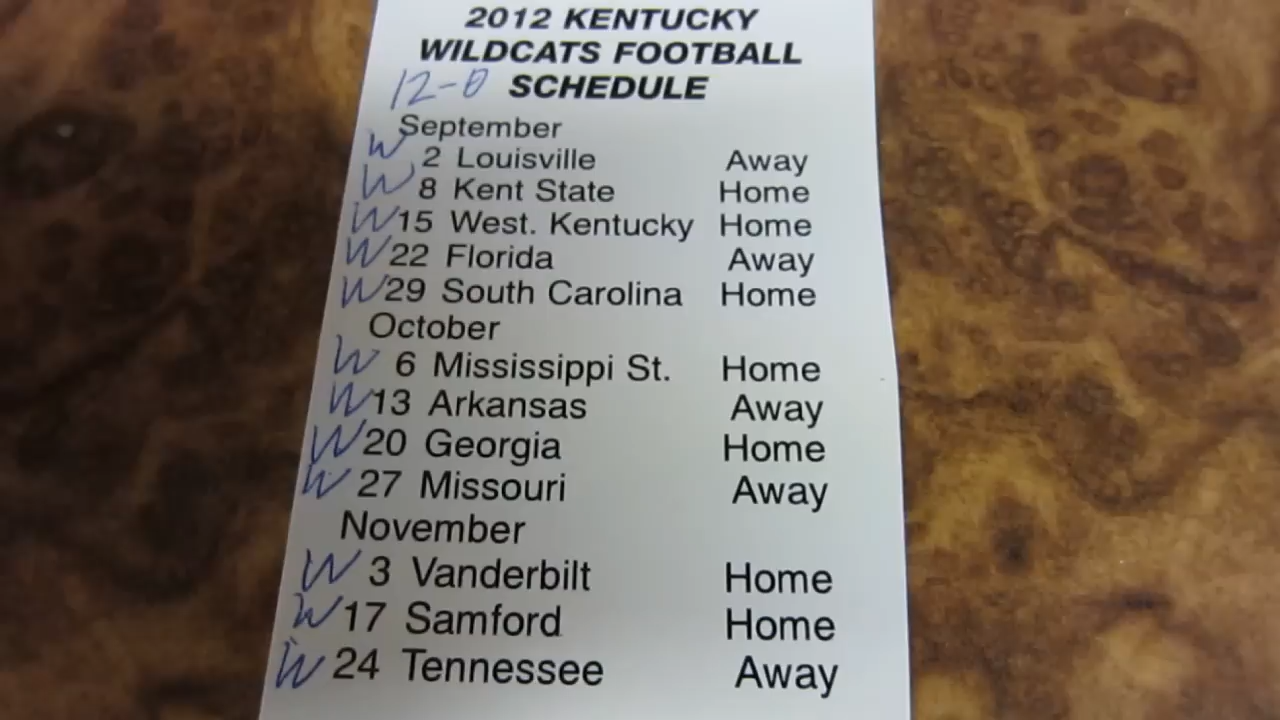 2012 KENTUCKY
WILDCATS FOOTBALL
12-0 SCHEDULE
September
W 2 Louisville Away
W 8 Kent State Home
W 15 West. Kentucky Home
W 22 Florida Away
W 29 South Carolina Home
October
W 6 Mississippi St. Home
W 13 Arkansas Away
W 20 Georgia Home
W 27 Missouri Away
November
W 3 Vanderbilt Home
W 17 Samford Home
W 24 Tennessee Away